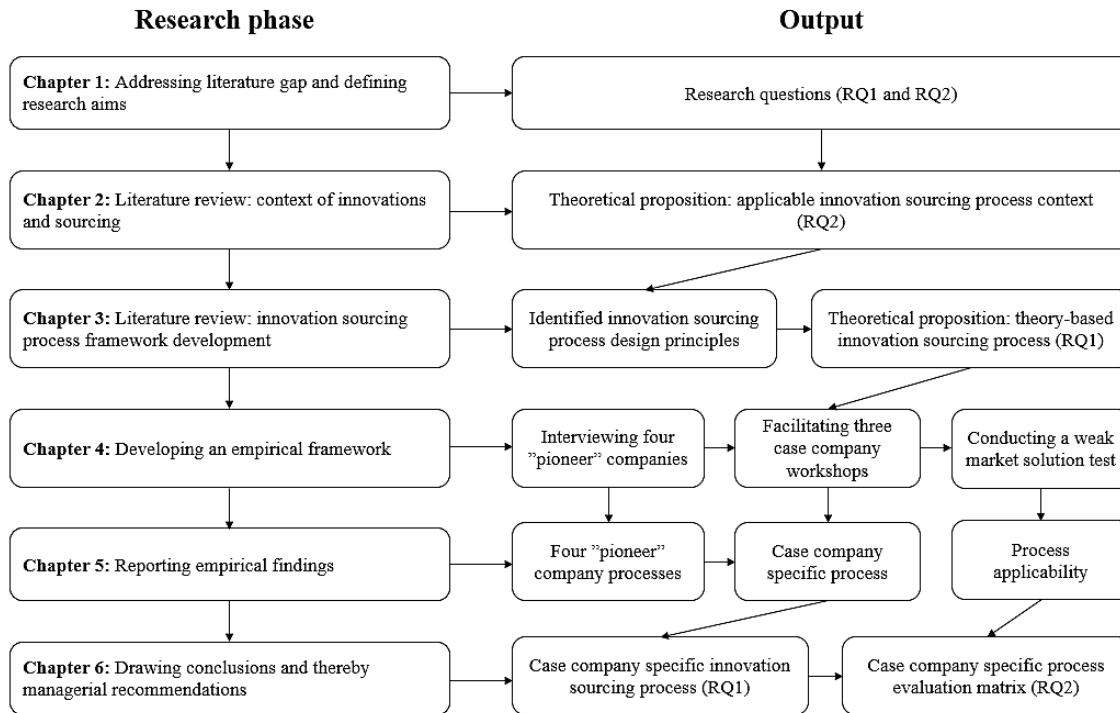 Research phase
Output
Chapter 1: Addressing literature gap and defining
research aims
Research questions (RQ1 and RQ2)
Chapter 2: Literature review: context of innovations
and sourcing
Theoretical proposition: applicable innovation sourcing process context
(RQ2)
Chapter 3: Literature review: innovation sourcing
process framework development
Identified innovation sourcing
process design principles
Theoretical proposition: theory-based
innovation sourcing process (RQ1)
Chapter 4: Developing an empirical framework
Interviewing four
”pioneer” companies
Facilitating three
case company
workshops
Conducting a weak
market solution test
Chapter 5: Reporting empirical findings
Four ”pioneer”
company processes
Case company
specific process
Process
applicability
Chapter 6: Drawing conclusions and thereby
managerial recommendations
Case company specific innovation
sourcing process (RQ1)
Case company specific process
evaluation matrix (RQ2)